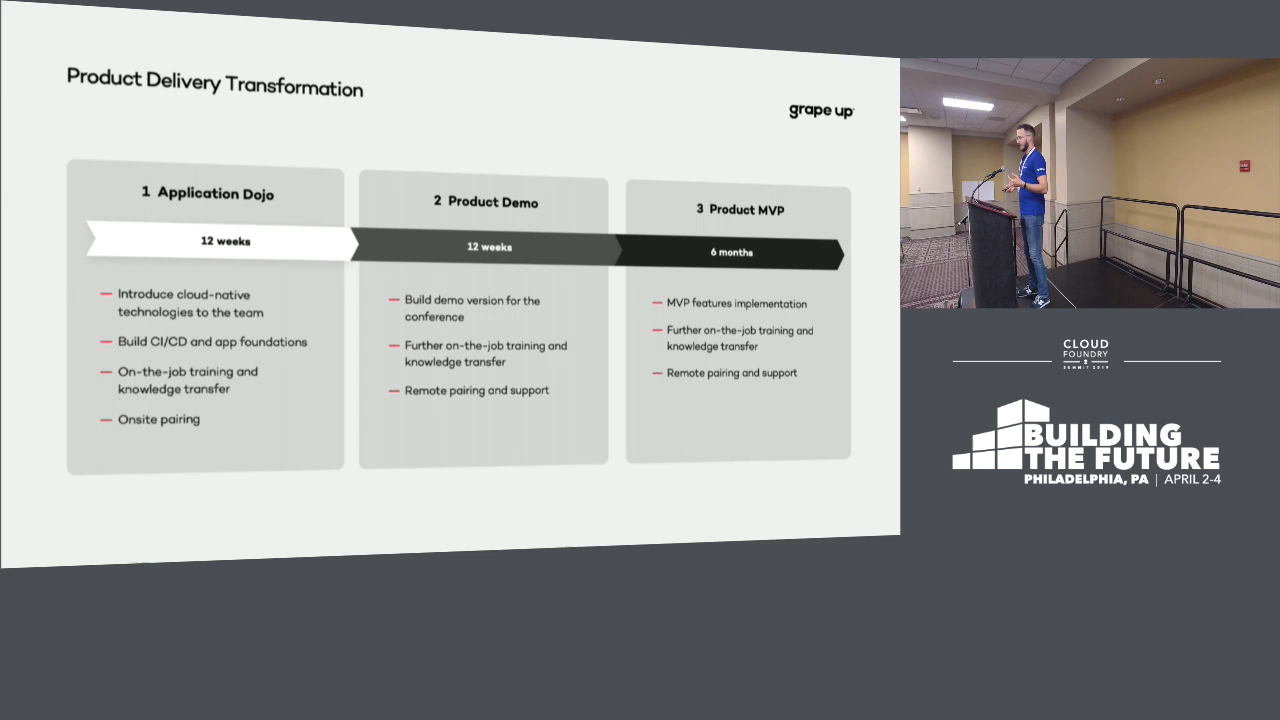 Product Delivery Transformation
grape up
1 Application Dojo
12 weeks
— Introduce cloud-native
technologies to the team
— Build CI/CD and app foundations
— On-the-job training and
knowledge transfer
— Onsite pairing
2 Product Demo
12 weeks
— Build demo version for the
conference
— Further on-the-job training and
knowledge transfer
— Remote pairing and support
3 Product MVP
6 months
— MVP features implementation
— Further on-the-job training and
knowledge transfer
— Remote pairing and support
CLOUD
FOUNDRY
SUMMIT 2019
BUILDING
THE FUTURE
PHILADELPHIA, PA | APRIL 2-4